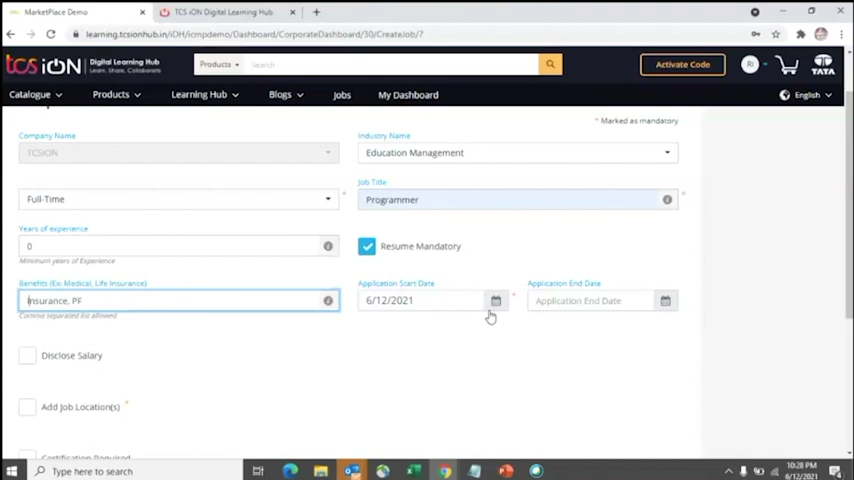 MarketPlace Demo
TCS iON Digital Learning Hub
learning.tcsionhub.in/iDH/icmpdemo/Dashboard/CorporateDashboard/30/CreateJob/?
tcs iON Digital Learning Hub
Learn. Share. Collaborate.
Products Search Activate Code RI TATA
Catalogue Products Learning Hub Blogs Jobs My Dashboard English
* Marked as mandatory
Company Name Industry Name
TCSION Education Management
Job Title
Full-Time * Programmer *
Years of experience
0 Resume Mandatory
Minimum years of Experience
Benefits (Ex: Medical, Life Insurance) Application Start Date Application End Date
Insurance, PF 6/12/2021 * Application End Date
Comma separated list allowed
Disclose Salary
Add Job Location(s) *
Certification Required
Type here to search
10:28 PM
6/12/2021
4